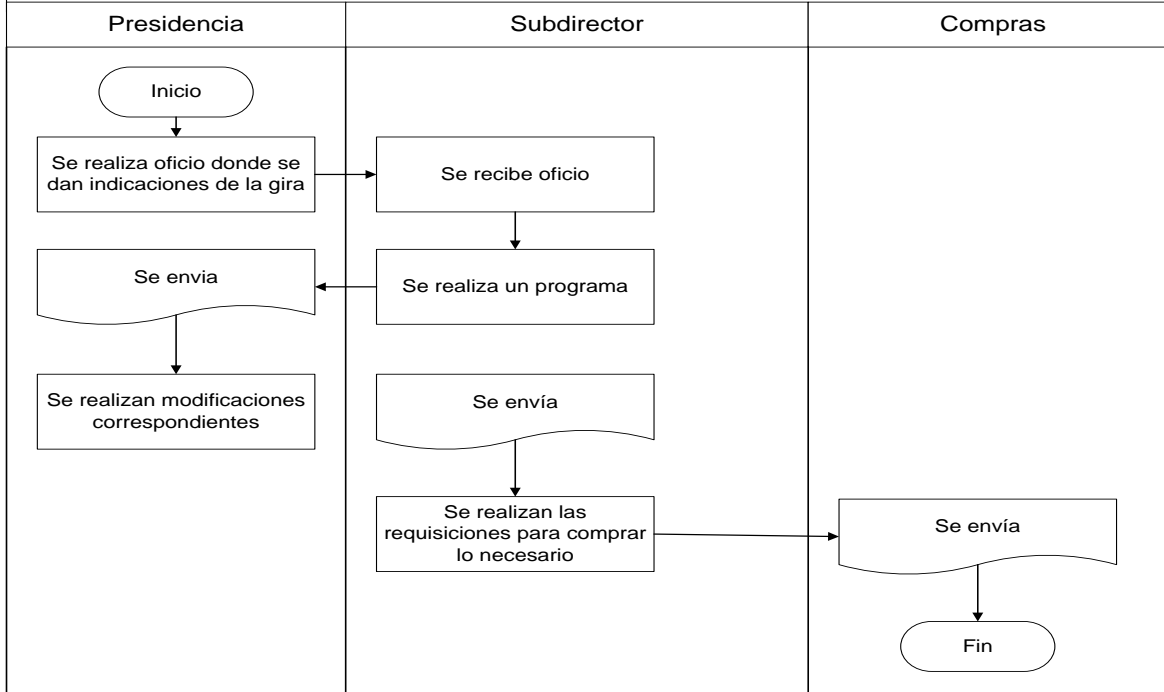 Presidencia
Subdirector
Compras
Inicio
Se realiza oficio donde se
dan indicaciones de la gira
Se recibe oficio
Se envia
Se realiza un programa
Se realizan modificaciones
correspondientes
Se envía
Se realizan las
requisiciones para comprar
lo necesario
Se envía
Fin